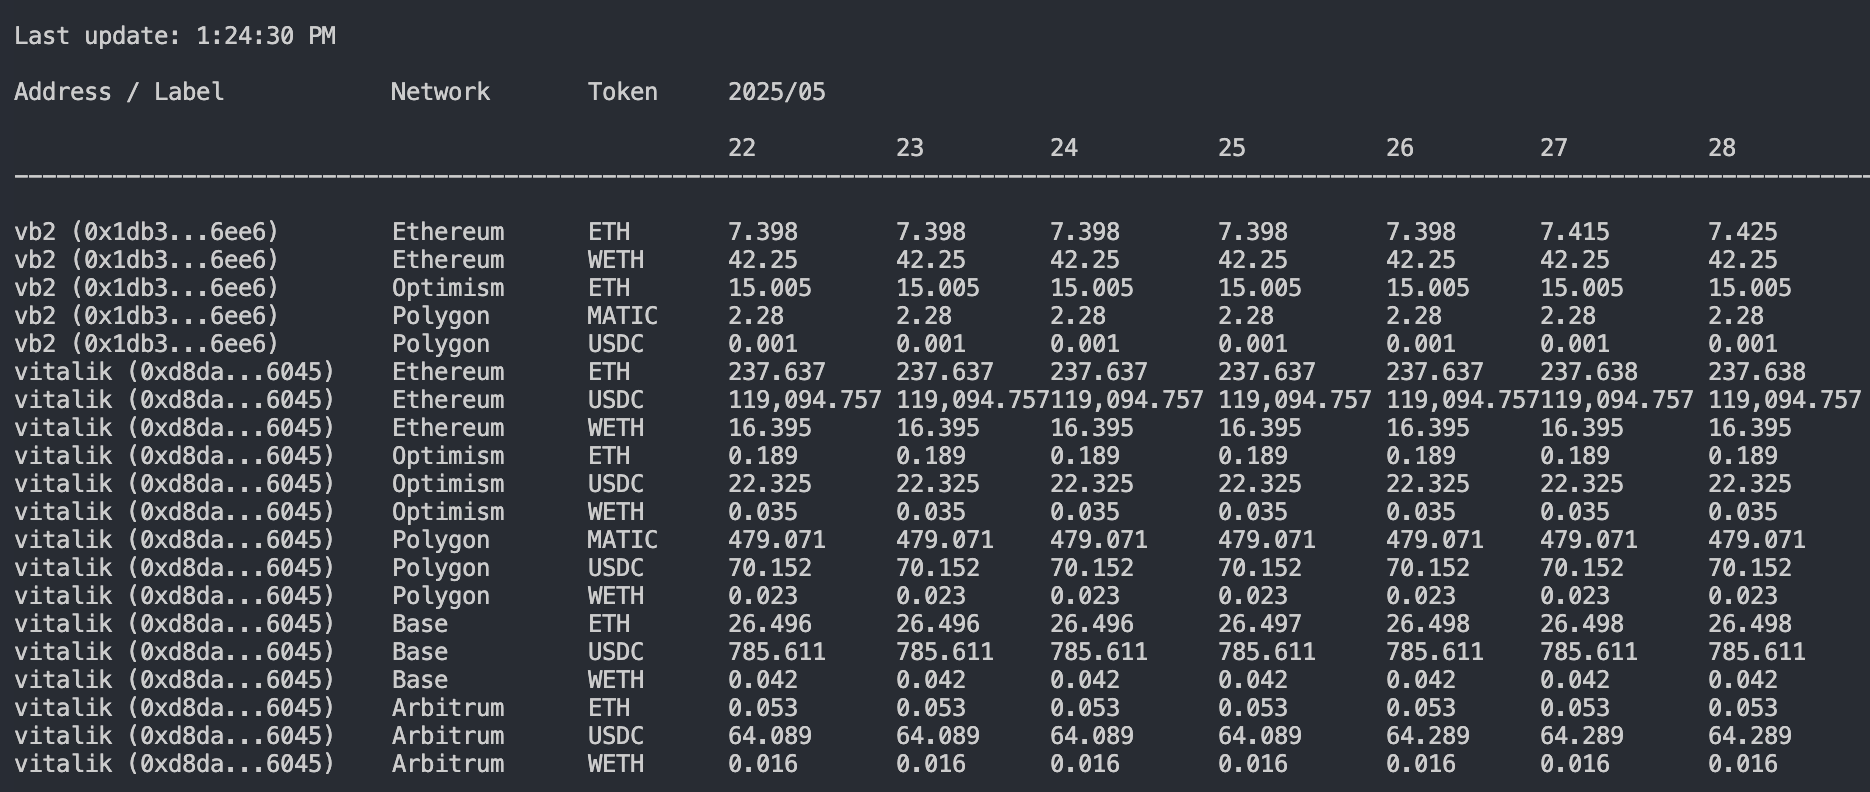 Last update: 1:24:30 PM
Address / Label Network Token 2025/05
22 23 24 25 26 27 28
vb2 (0x1db3...6ee6) Ethereum ETH 7.398 7.398 7.398 7.398 7.398 7.415 7.425
vb2 (0x1db3...6ee6) Ethereum WETH 42.25 42.25 42.25 42.25 42.25 42.25 42.25
vb2 (0x1db3...6ee6) Optimism ETH 15.005 15.005 15.005 15.005 15.005 15.005 15.005
vb2 (0x1db3...6ee6) Polygon MATIC 2.28 2.28 2.28 2.28 2.28 2.28 2.28
vb2 (0x1db3...6ee6) Polygon USDC 0.001 0.001 0.001 0.001 0.001 0.001 0.001
vitalik (0xd8da...6045) Ethereum ETH 237.637 237.637 237.637 237.637 237.637 237.638 237.638
vitalik (0xd8da...6045) Ethereum USDC 119,094.757 119,094.757119,094.757 119,094.757 119,094.757119,094.757 119,094.757
vitalik (0xd8da...6045) Ethereum WETH 16.395 16.395 16.395 16.395 16.395 16.395 16.395
vitalik (0xd8da...6045) Optimism ETH 0.189 0.189 0.189 0.189 0.189 0.189 0.189
vitalik (0xd8da...6045) Optimism USDC 22.325 22.325 22.325 22.325 22.325 22.325 22.325
vitalik (0xd8da...6045) Optimism WETH 0.035 0.035 0.035 0.035 0.035 0.035 0.035
vitalik (0xd8da...6045) Polygon MATIC 479.071 479.071 479.071 479.071 479.071 479.071 479.071
vitalik (0xd8da...6045) Polygon USDC 70.152 70.152 70.152 70.152 70.152 70.152 70.152
vitalik (0xd8da...6045) Polygon WETH 0.023 0.023 0.023 0.023 0.023 0.023 0.023
vitalik (0xd8da...6045) Base ETH 26.496 26.496 26.496 26.497 26.498 26.498 26.498
vitalik (0xd8da...6045) Base USDC 785.611 785.611 785.611 785.611 785.611 785.611 785.611
vitalik (0xd8da...6045) Base WETH 0.042 0.042 0.042 0.042 0.042 0.042 0.042
vitalik (0xd8da...6045) Arbitrum ETH 0.053 0.053 0.053 0.053 0.053 0.053 0.053
vitalik (0xd8da...6045) Arbitrum USDC 64.089 64.089 64.089 64.089 64.289 64.289 64.289
vitalik (0xd8da...6045) Arbitrum WETH 0.016 0.016 0.016 0.016 0.016 0.016 0.016